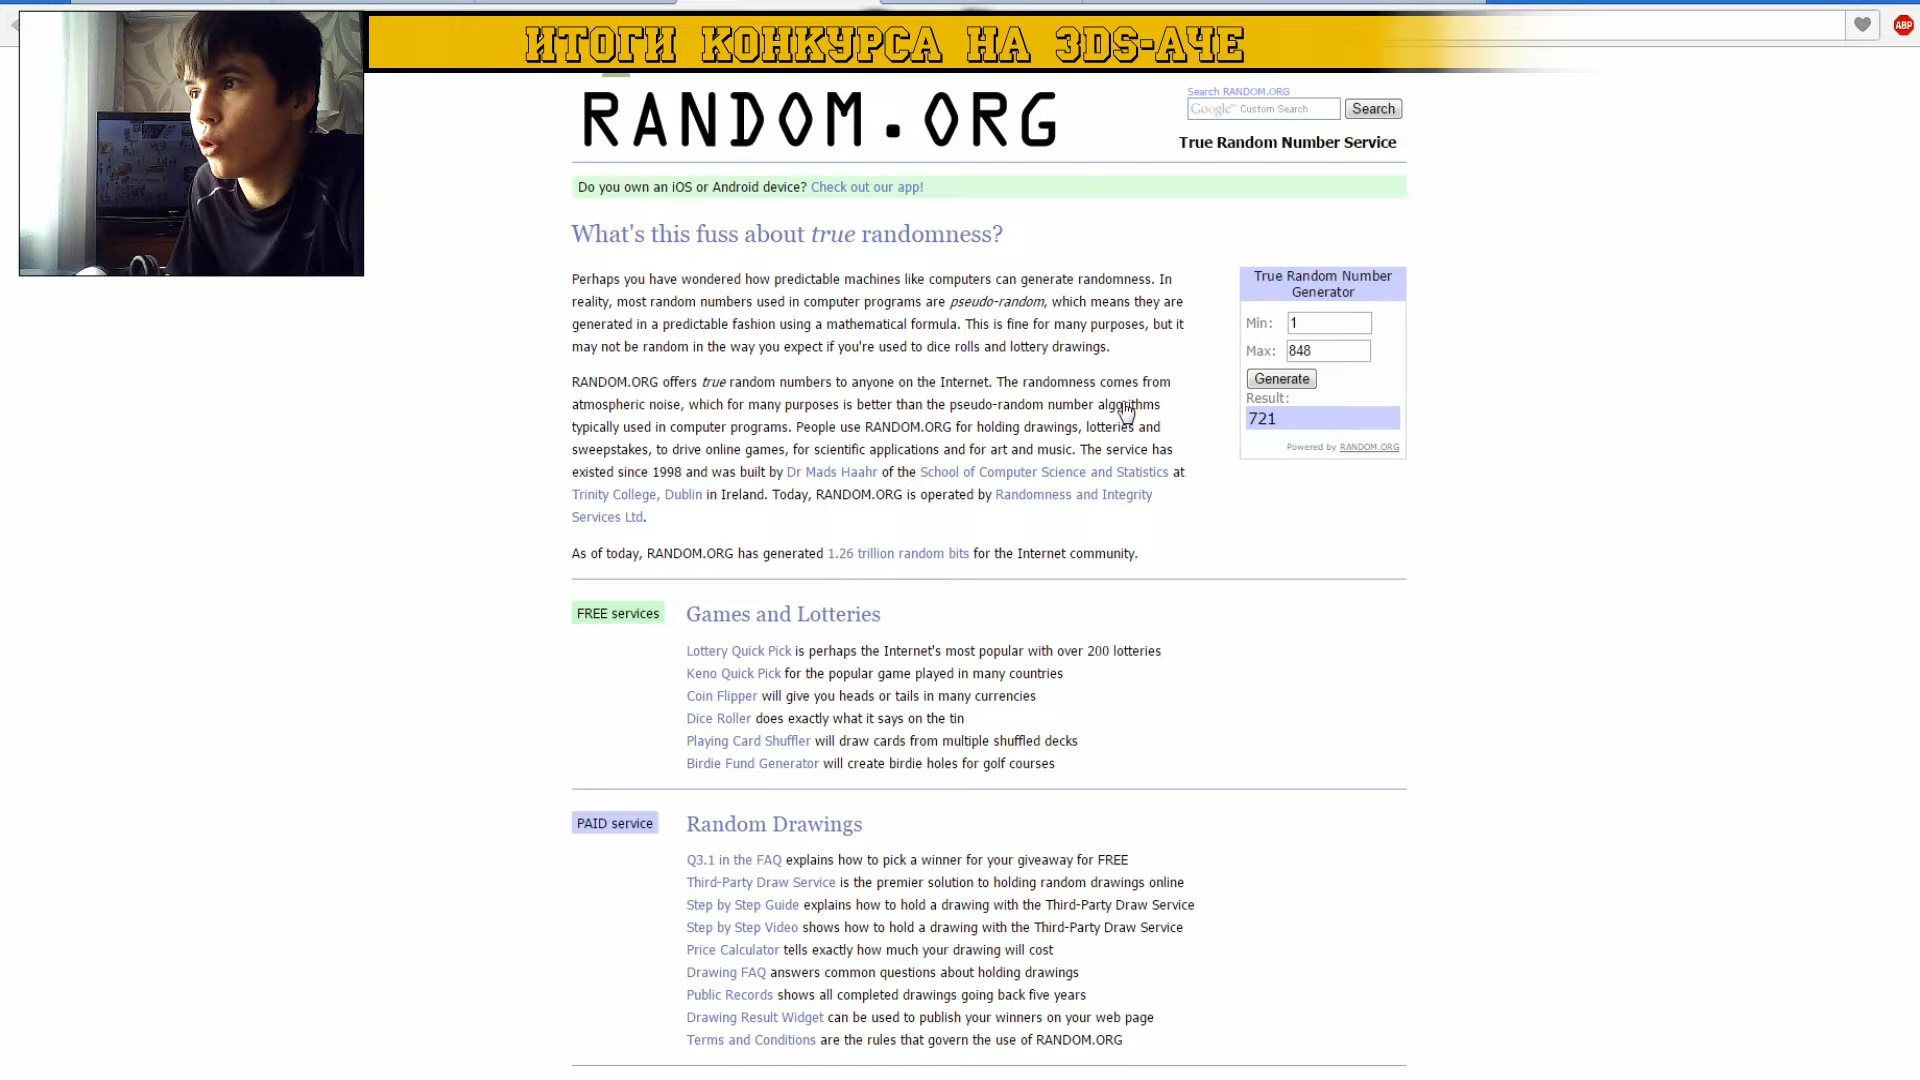 ИТОГИ КОНКУРСА НА 3DS-АЧЕ
ABP
RANDOM.ORG
Search RANDOM.ORG
Google™ Custom Search
Search
True Random Number Service
Do you own an iOS or Android device? Check out our app!
What's this fuss about true randomness?
Perhaps you have wondered how predictable machines like computers can generate randomness. In
reality, most random numbers used in computer programs are pseudo-random, which means they are
generated in a predictable fashion using a mathematical formula. This is fine for many purposes, but it
may not be random in the way you expect if you're used to dice rolls and lottery drawings.
RANDOM.ORG offers true random numbers to anyone on the Internet. The randomness comes from
atmospheric noise, which for many purposes is better than the pseudo-random number algorithms
typically used in computer programs. People use RANDOM.ORG for holding drawings, lotteries and
sweepstakes, to drive online games, for scientific applications and for art and music. The service has
existed since 1998 and was built by Dr Mads Haahr of the School of Computer Science and Statistics at
Trinity College, Dublin in Ireland. Today, RANDOM.ORG is operated by Randomness and Integrity
Services Ltd.
As of today, RANDOM.ORG has generated 1.26 trillion random bits for the Internet community.
True Random Number
Generator
Min: 1
Max: 848
Generate
Result:
721
Powered by RANDOM.ORG
FREE services
Games and Lotteries
Lottery Quick Pick is perhaps the Internet's most popular with over 200 lotteries
Keno Quick Pick for the popular game played in many countries
Coin Flipper will give you heads or tails in many currencies
Dice Roller does exactly what it says on the tin
Playing Card Shuffler will draw cards from multiple shuffled decks
Birdie Fund Generator will create birdie holes for golf courses
PAID service
Random Drawings
Q3.1 in the FAQ explains how to pick a winner for your giveaway for FREE
Third-Party Draw Service is the premier solution to holding random drawings online
Step by Step Guide explains how to hold a drawing with the Third-Party Draw Service
Step by Step Video shows how to hold a drawing with the Third-Party Draw Service
Price Calculator tells exactly how much your drawing will cost
Drawing FAQ answers common questions about holding drawings
Public Records shows all completed drawings going back five years
Drawing Result Widget can be used to publish your winners on your web page
Terms and Conditions are the rules that govern the use of RANDOM.ORG